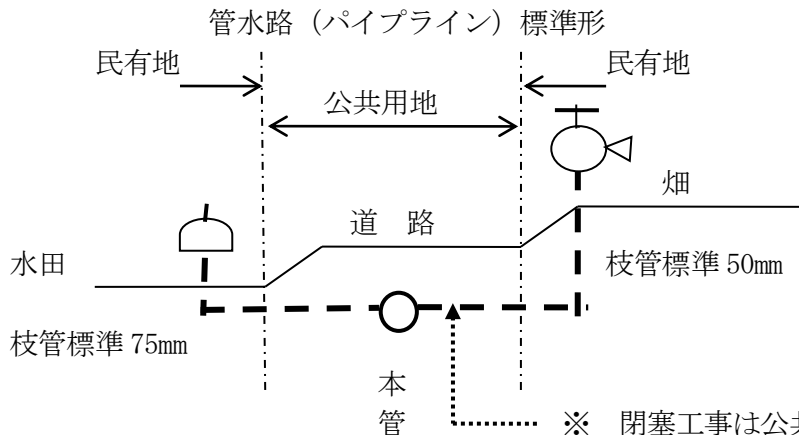 管水路（パイプライン）標準形
民有地
民有地
公共用地
畑
道　路
水田
枝管標準 50mm
枝管標準 75mm
本
管
※　閉塞工事は公